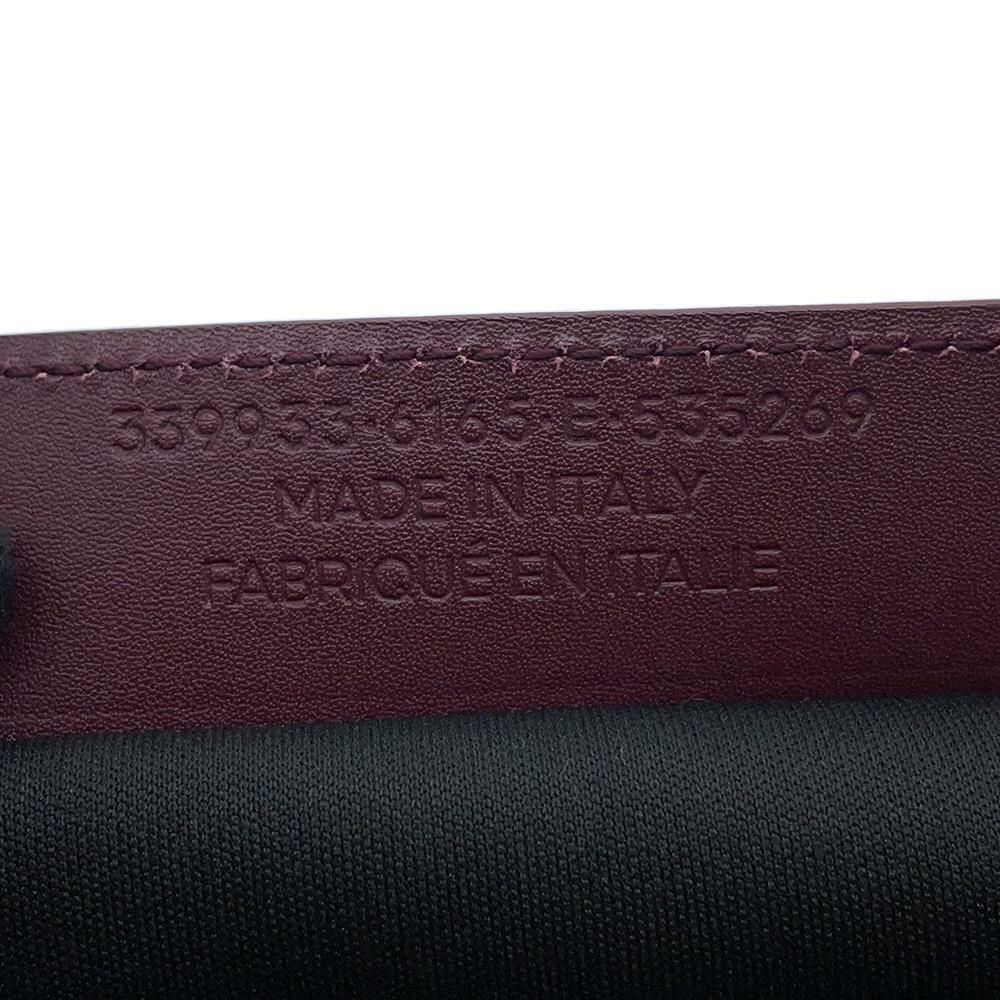 339933·6165·E·535269
MADE IN ITALY
FABRIQUÉ EN ITALIE